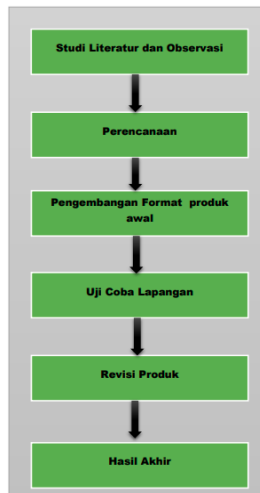 Studi Literatur dan Observasi
Perencanaan
Pengembangan Format produk
awal
Uji Coba Lapangan
Revisi Produk
Hasil Akhir